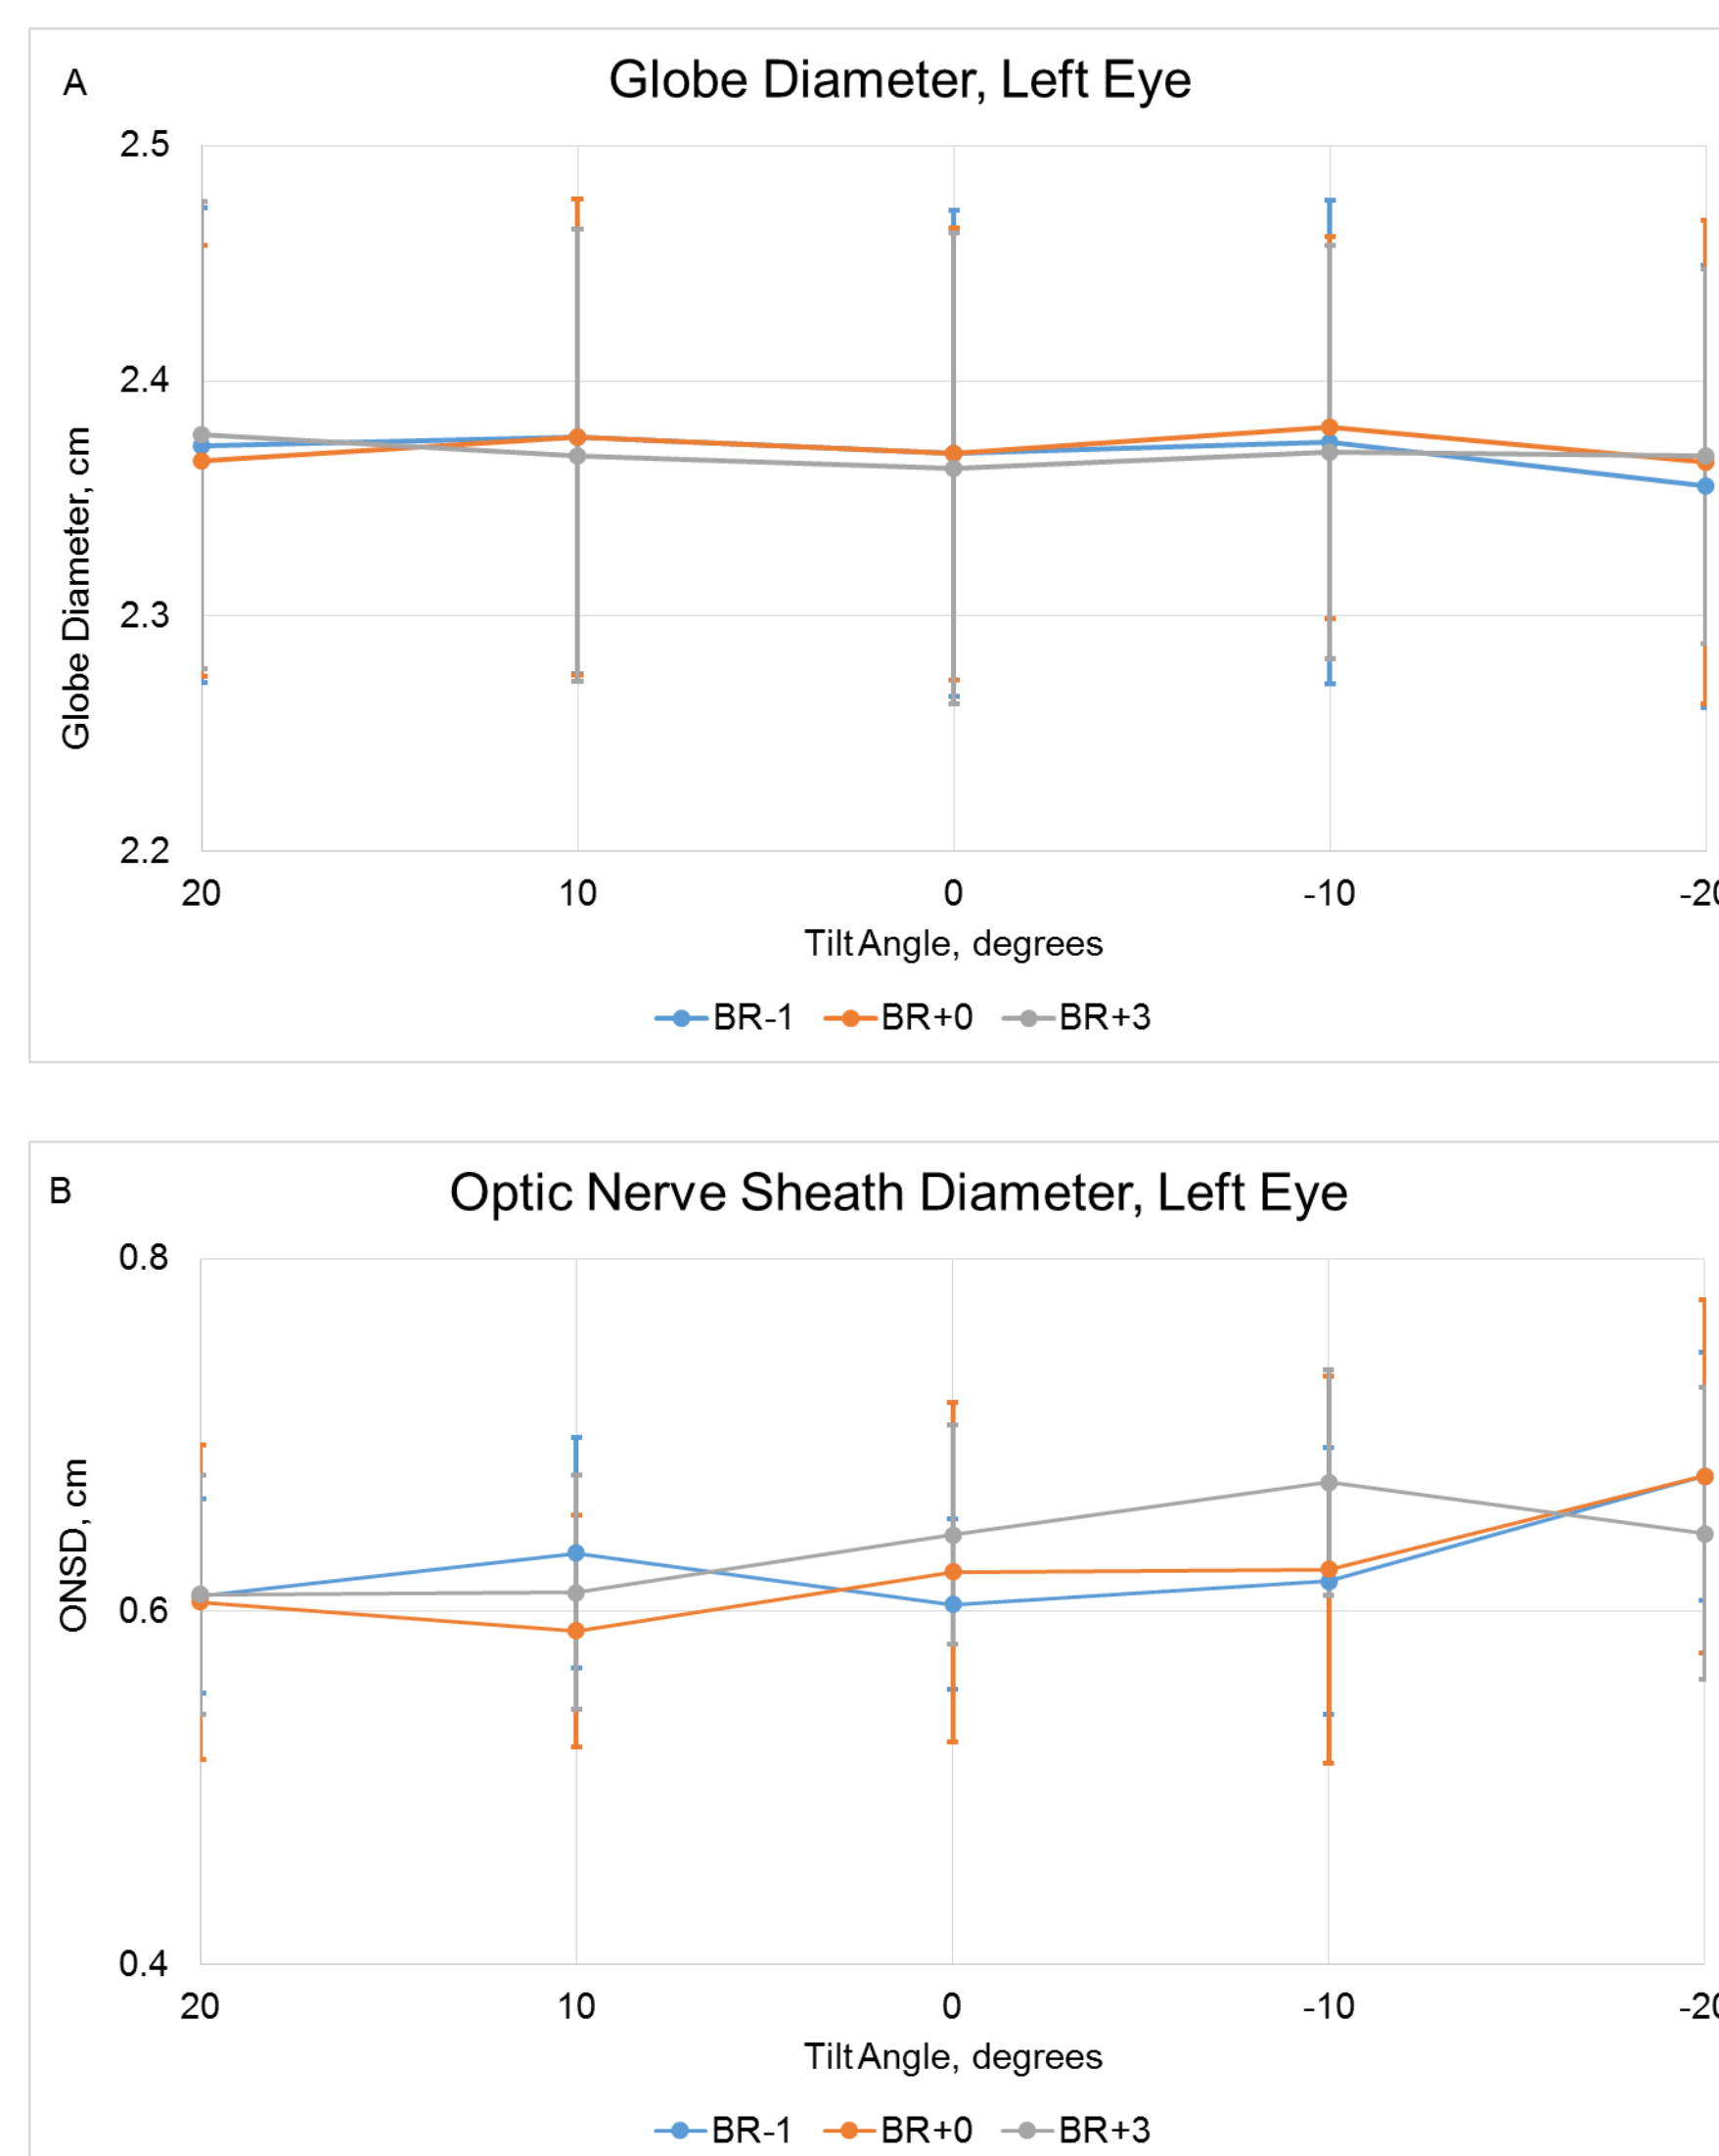 A
Globe Diameter, Left Eye
2.5
2.4
2.3
2.2
Globe Diameter, cm
20 10 0 -10 -20
Tilt Angle, degrees
BR-1 BR+0 BR+3
B
Optic Nerve Sheath Diameter, Left Eye
0.8
0.6
0.4
ONSD, cm
20 10 0 -10 -20
Tilt Angle, degrees
BR-1 BR+0 BR+3